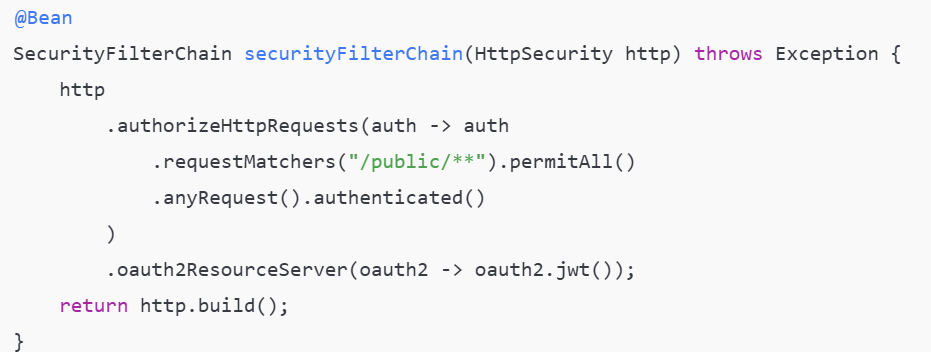 @Bean
SecurityFilterChain securityFilterChain(HttpSecurity http) throws Exception {
    http
        .authorizeHttpRequests(auth -> auth
            .requestMatchers("/public/**").permitAll()
            .anyRequest().authenticated()
        )
        .oauth2ResourceServer(oauth2 -> oauth2.jwt());
    return http.build();
}